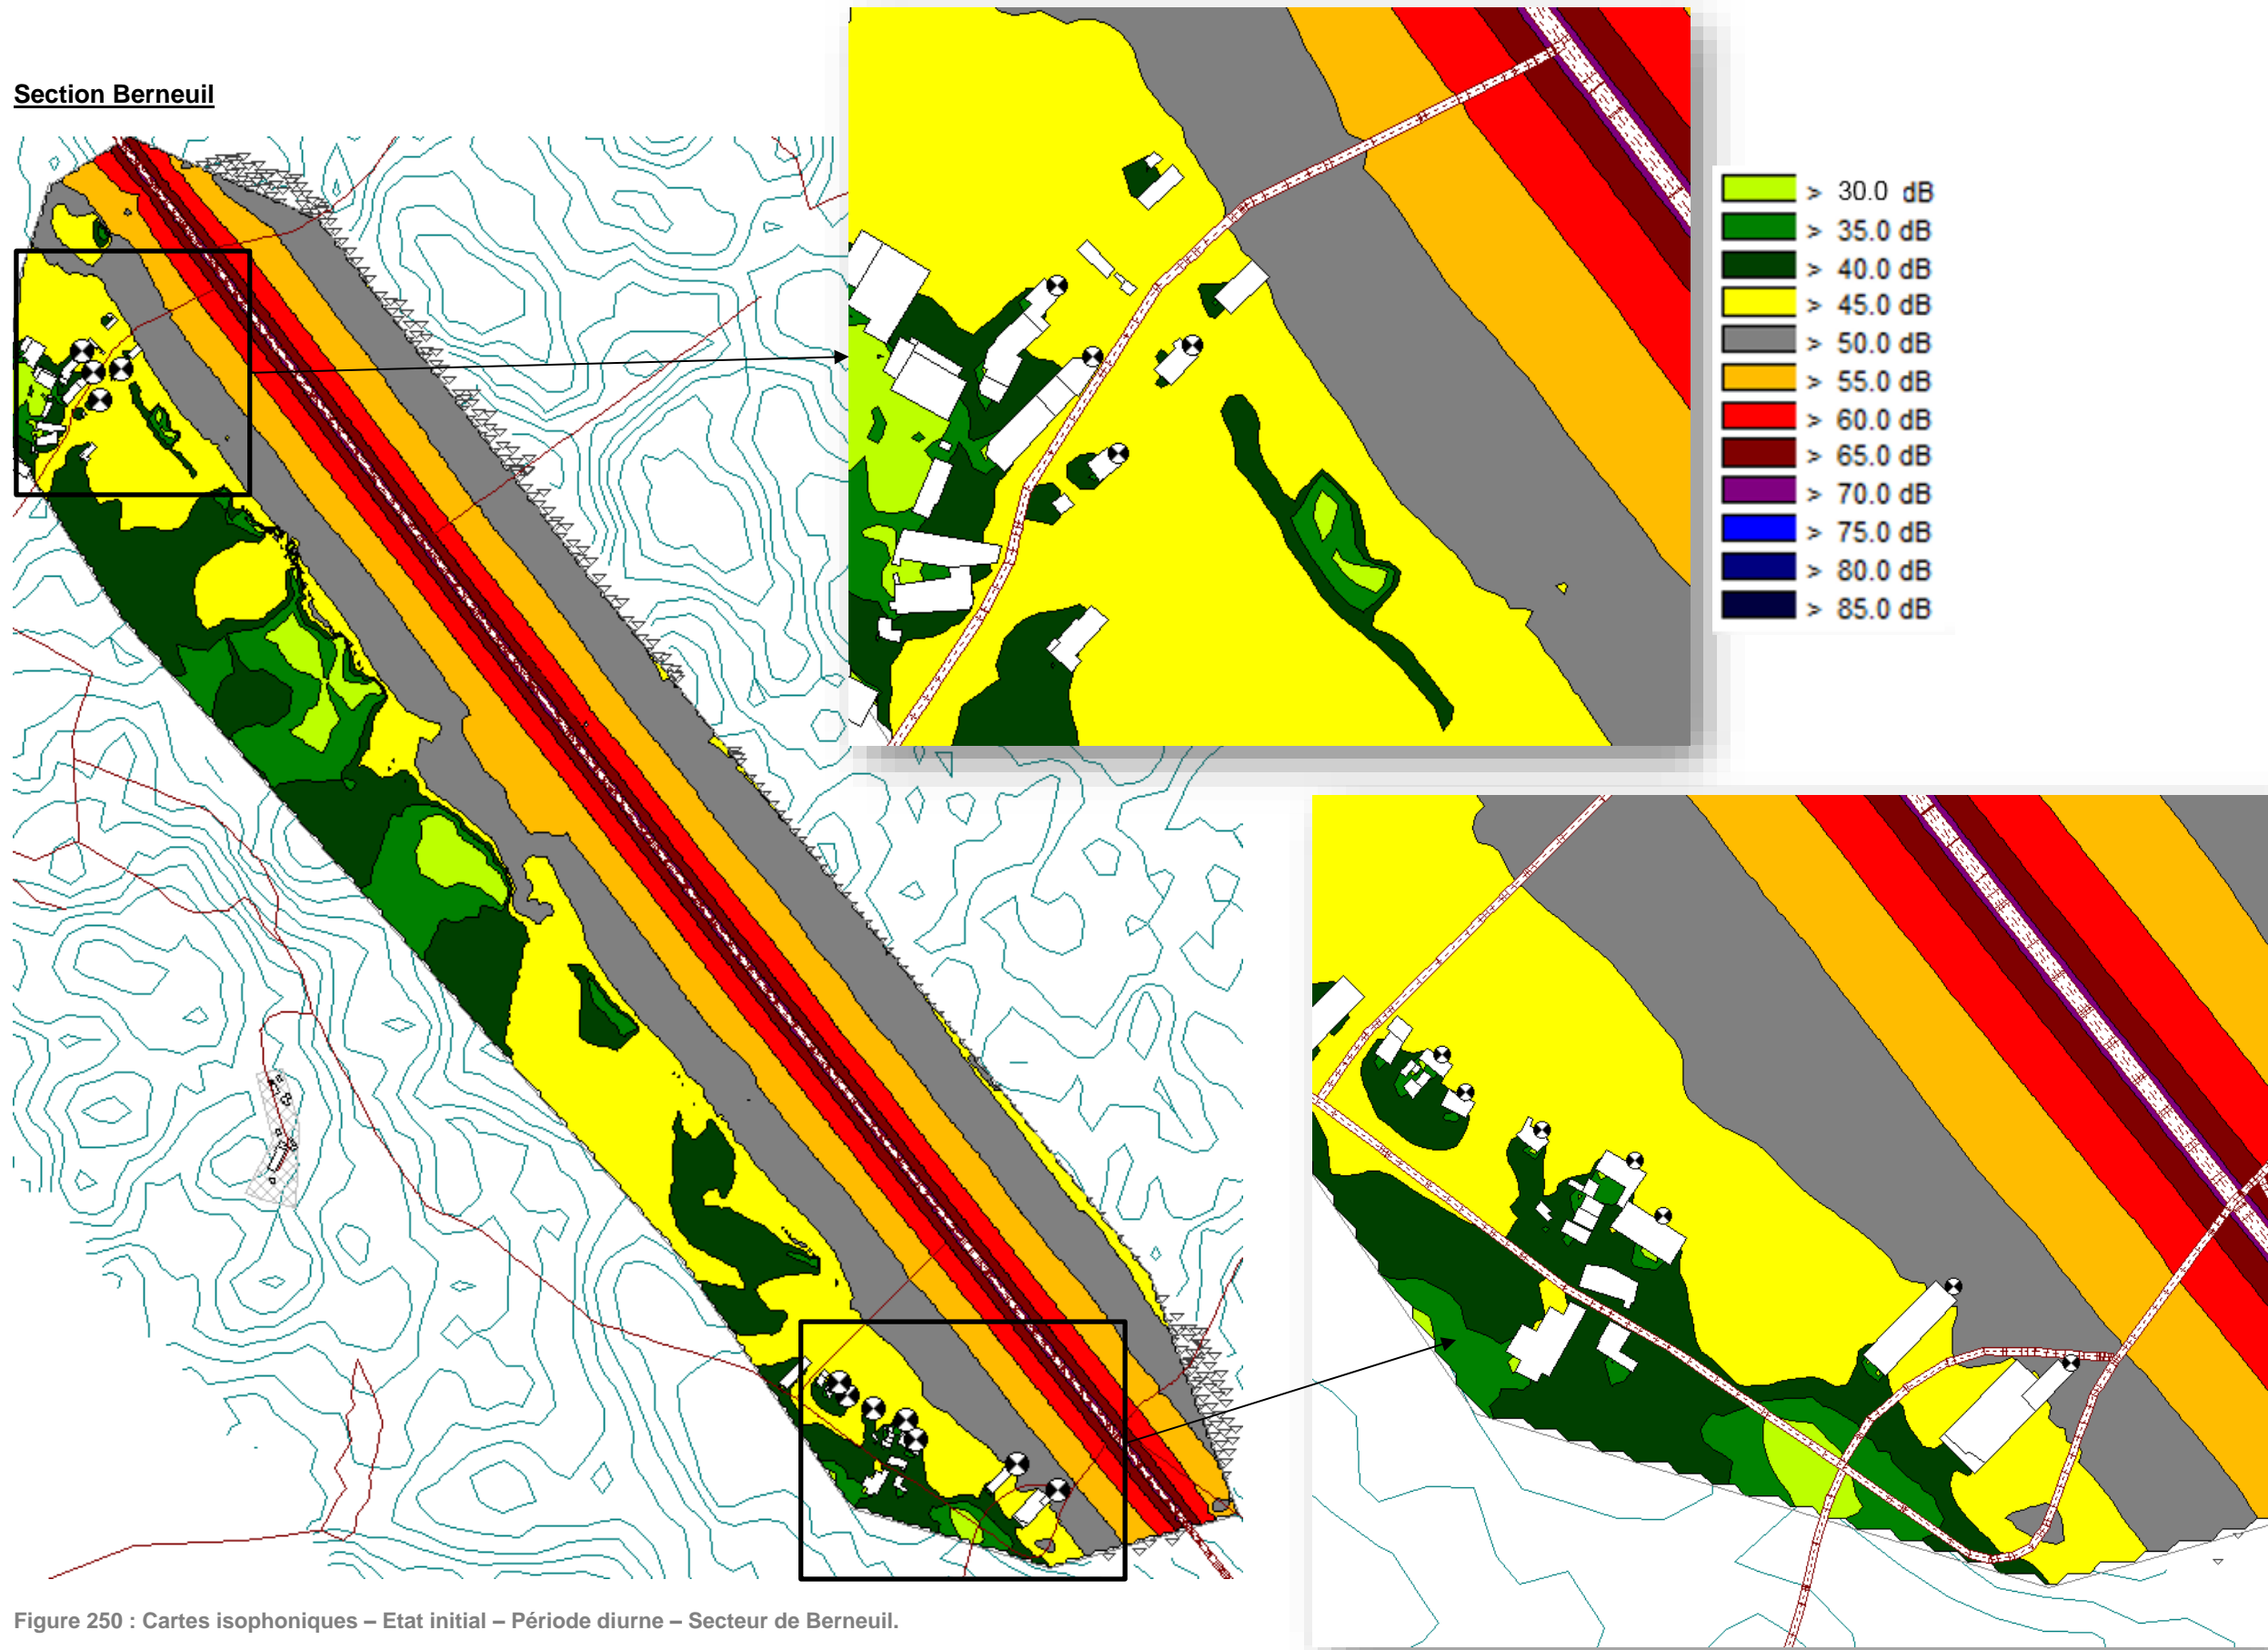 Section Berneuil
> 30.0 dB
> 35.0 dB
> 40.0 dB
> 45.0 dB
> 50.0 dB
> 55.0 dB
> 60.0 dB
> 65.0 dB
> 70.0 dB
> 75.0 dB
> 80.0 dB
> 85.0 dB
Figure 250 : Cartes isophoniques – Etat initial – Période diurne – Secteur de Berneuil.